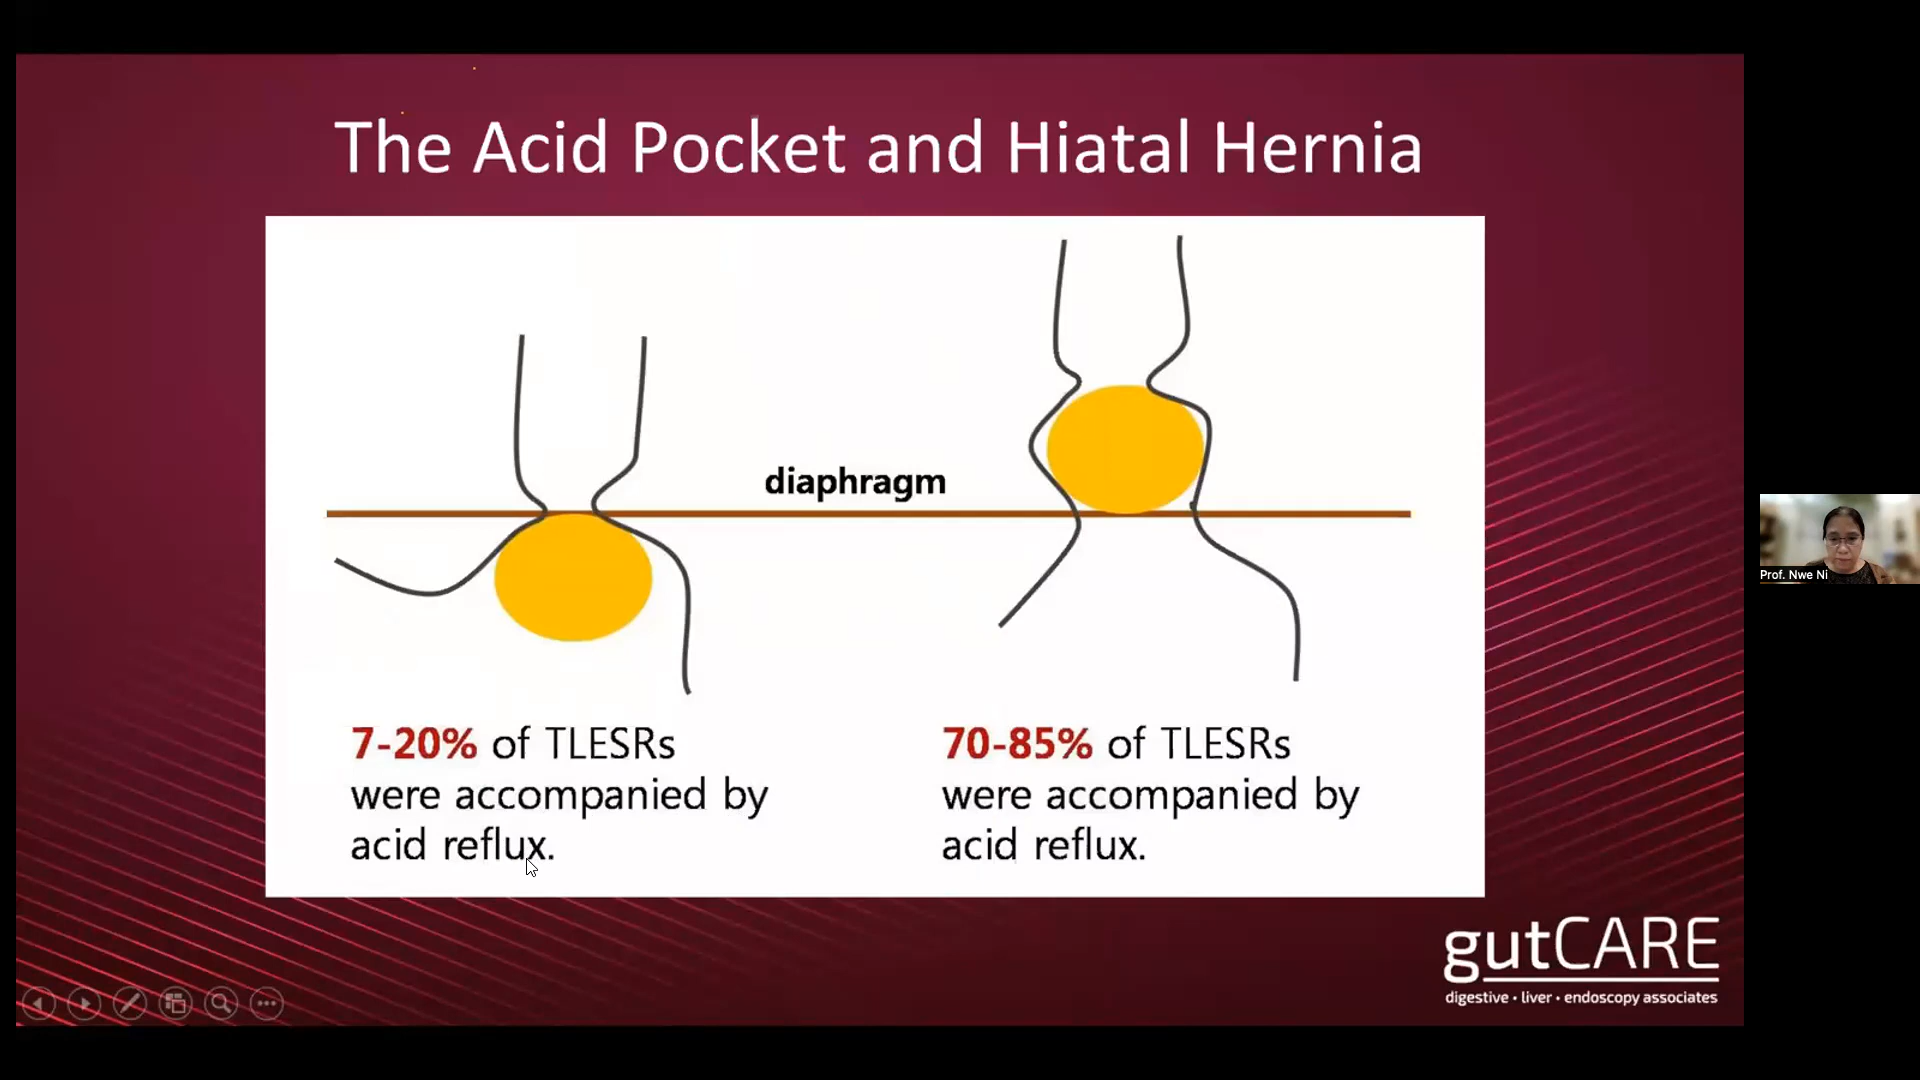 The Acid Pocket and Hiatal Hernia
diaphragm
7-20% of TLESRs
were accompanied by
acid reflux.
70-85% of TLESRs
were accompanied by
acid reflux.
Prof. Nwe Ni
gutCARE
digestive • liver • endoscopy associates